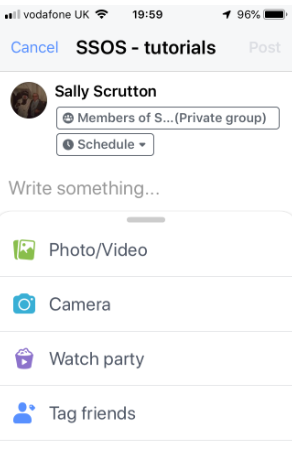 vodafone UK 19:59 96%
Cancel SSOS - tutorials Post
Sally Scrutton
Members of S...(Private group)
Schedule
Write something...
Photo/Video
Camera
Watch party
Tag friends